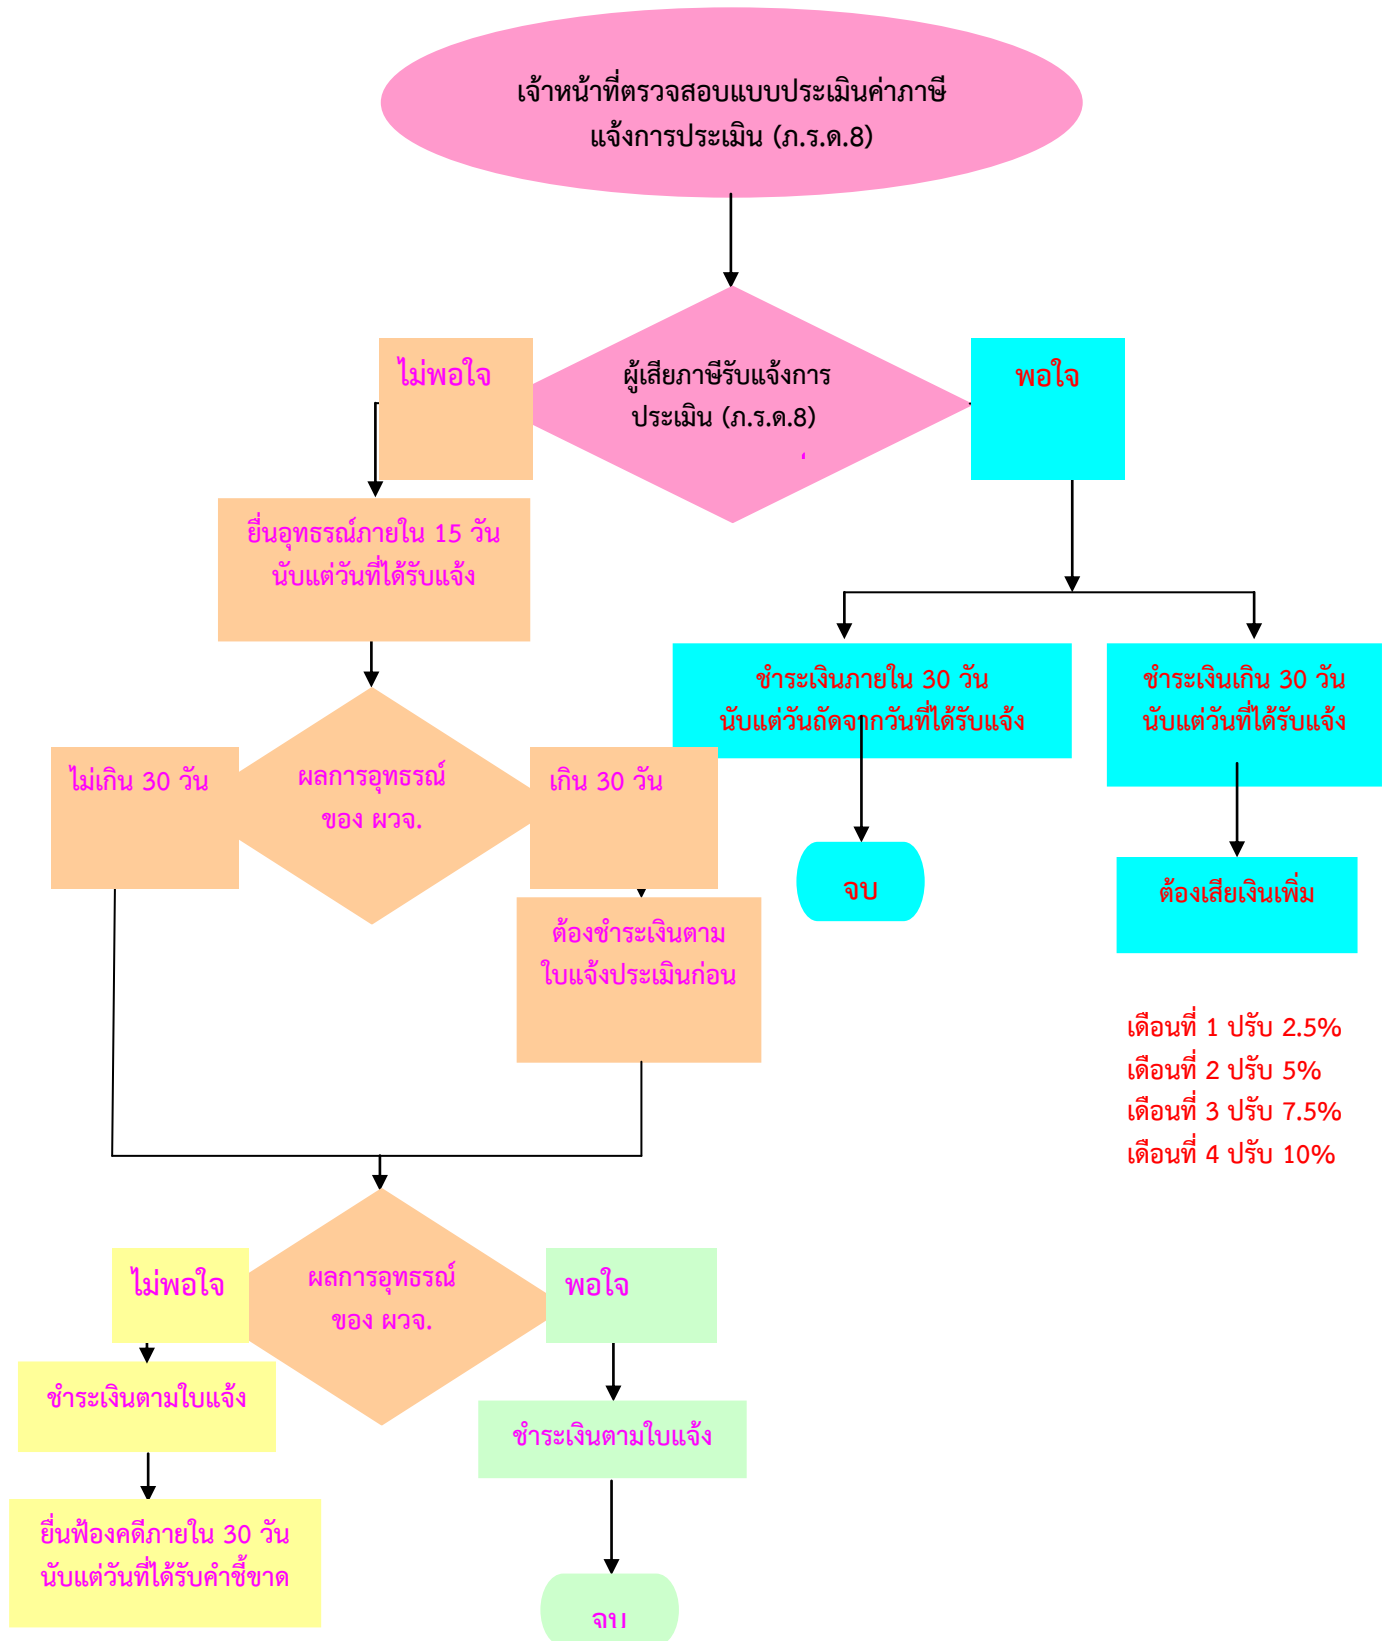 เจ้าหน้าที่ตรวจสอบแบบประเมินค่าภาษี
แจ้งการประเมิน (ภ.ร.ด.8)
ไม่พอใจ
ผู้เสียภาษีรับแจ้งการ
ประเมิน (ภ.ร.ด.8)
พอใจ
ยื่นอุทธรณ์ภายใน 15 วัน
นับแต่วันที่ได้รับแจ้ง
ชำระเงินภายใน 30 วัน
นับแต่วันถัดจากวันที่ได้รับแจ้ง
ชำระเงินเกิน 30 วัน
นับแต่วันที่ได้รับแจ้ง
ไม่เกิน 30 วัน
ผลการอุทธรณ์
ของ ผวจ.
เกิน 30 วัน
จบ
ต้องเสียเงินเพิ่ม
ต้องชำระเงินตาม
ใบแจ้งประเมินก่อน
เดือนที่ 1 ปรับ 2.5%
เดือนที่ 2 ปรับ 5%
เดือนที่ 3 ปรับ 7.5%
เดือนที่ 4 ปรับ 10%
ไม่พอใจ
ผลการอุทธรณ์
ของ ผวจ.
พอใจ
ชำระเงินตามใบแจ้ง
ชำระเงินตามใบแจ้ง
ยื่นฟ้องคดีภายใน 30 วัน
นับแต่วันที่ได้รับคำชี้ขาด
จบ